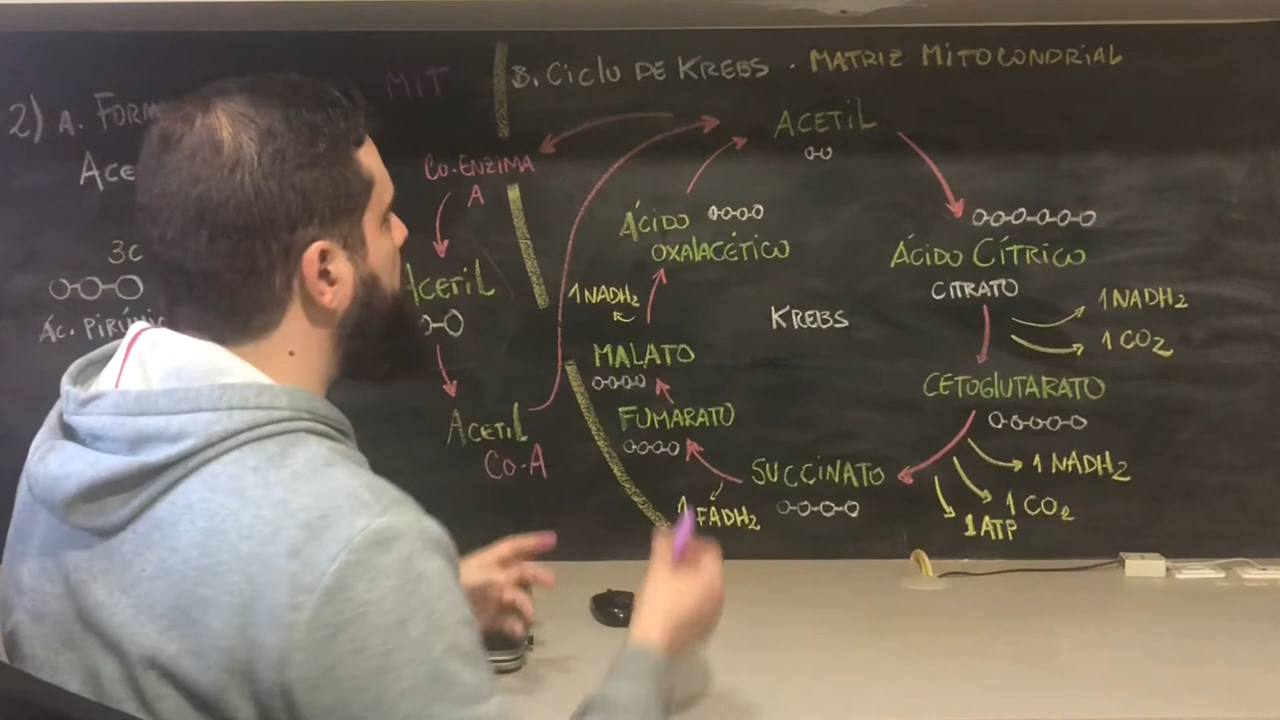 2) A. FORM
MIT
B. CICLO DE KREBS . MATRIZ MITOCONDRIAL
ACE
3C
ÁC. PIRÚVIC
CO-ENZIMA
A
ACETIL
ACETIL
CO-A
ACETIL
ÁCIDO
OXALACÉTICO
ÁCIDO CÍTRICO
CITRATO
1 NADH2
1 CO2
KREBS
1 NADH2
MALATO
CETOGLUTARATO
FUMARATO
SUCCINATO
1 NADH2
1 CO2
1 ATP
1 FADH2